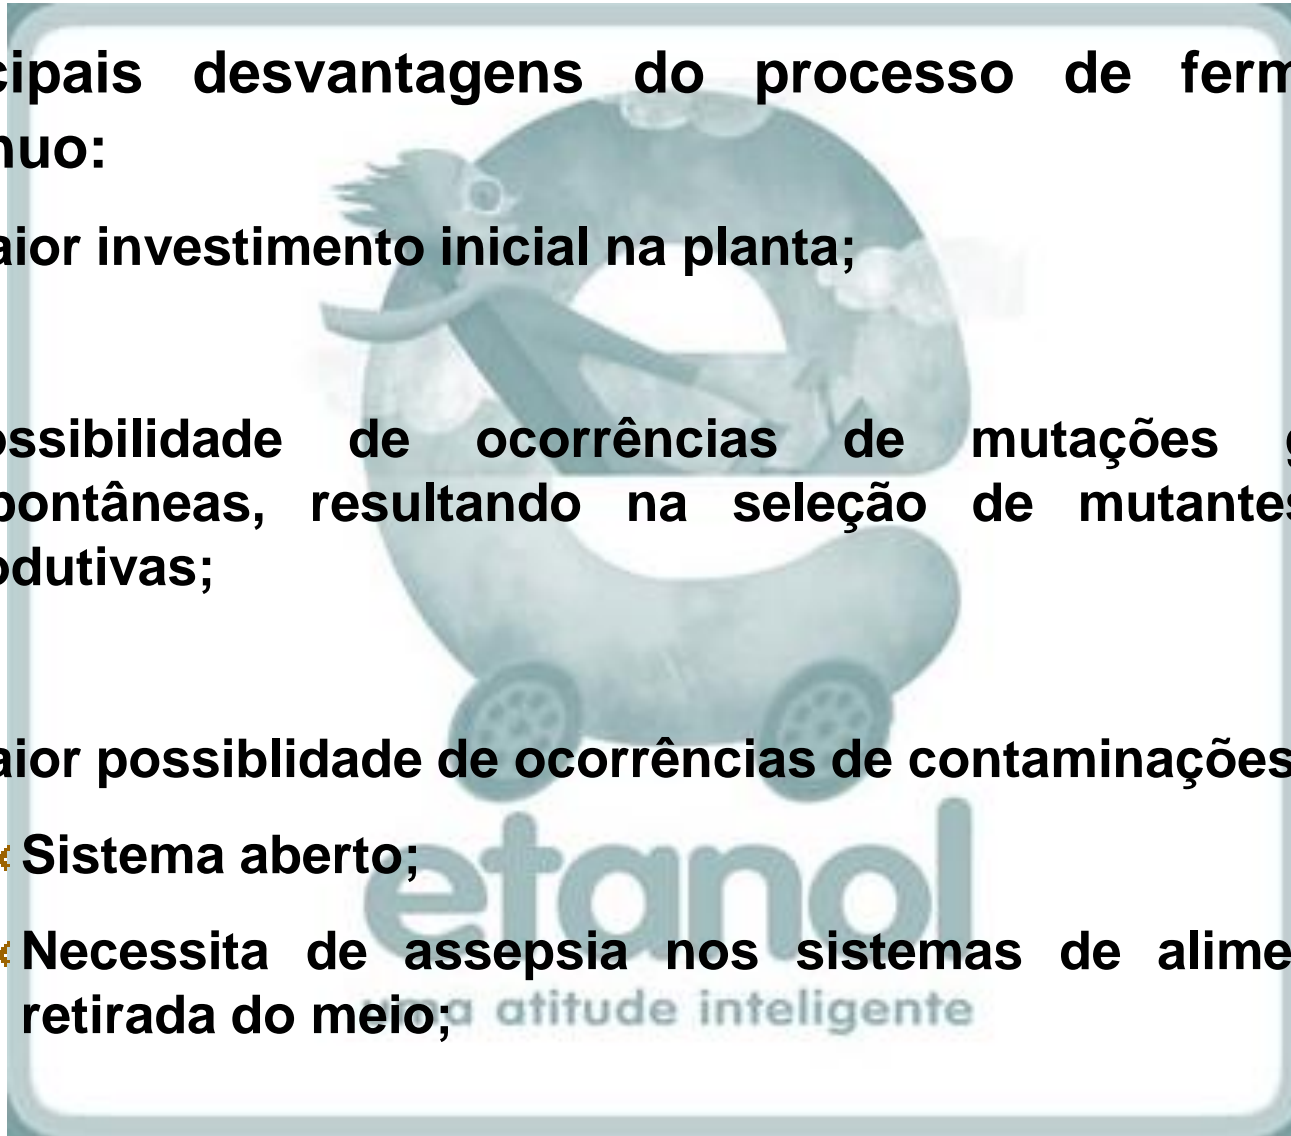 cipais desvantagens do processo de ferm
nuo:
aior investimento inicial na planta;
ossibilidade de ocorrências de mutações g
pontâneas, resultando na seleção de mutantes
odutivas;
aior possiblidade de ocorrências de contaminações
Sistema aberto;
etanol
Necessita de assepsia nos sistemas de alime
retirada do meio;
uma atitude inteligente